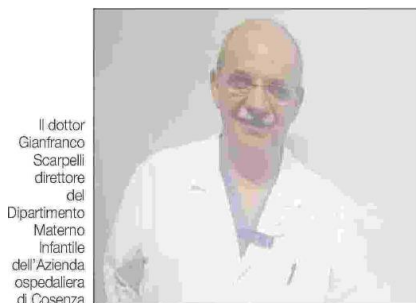 Il dottor
Gianfranco
Scarpelli
direttore
del
Dipartimento
Materno
Infantile
dell'Azienda
ospedaliera
di Cosenza